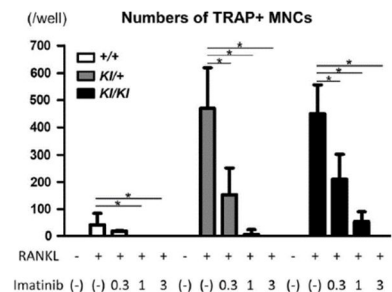 (/well) Numbers of TRAP+ MNCs
700
600
500
400
300
200
100
0
+/+
KI/+
KI/KI
* *
* * *
* * *
RANKL - + + + + - + + + + - + + + +
Imatinib (-) (-) 0.3 1 3 (-) (-) 0.3 1 3 (-) (-) 0.3 1 3